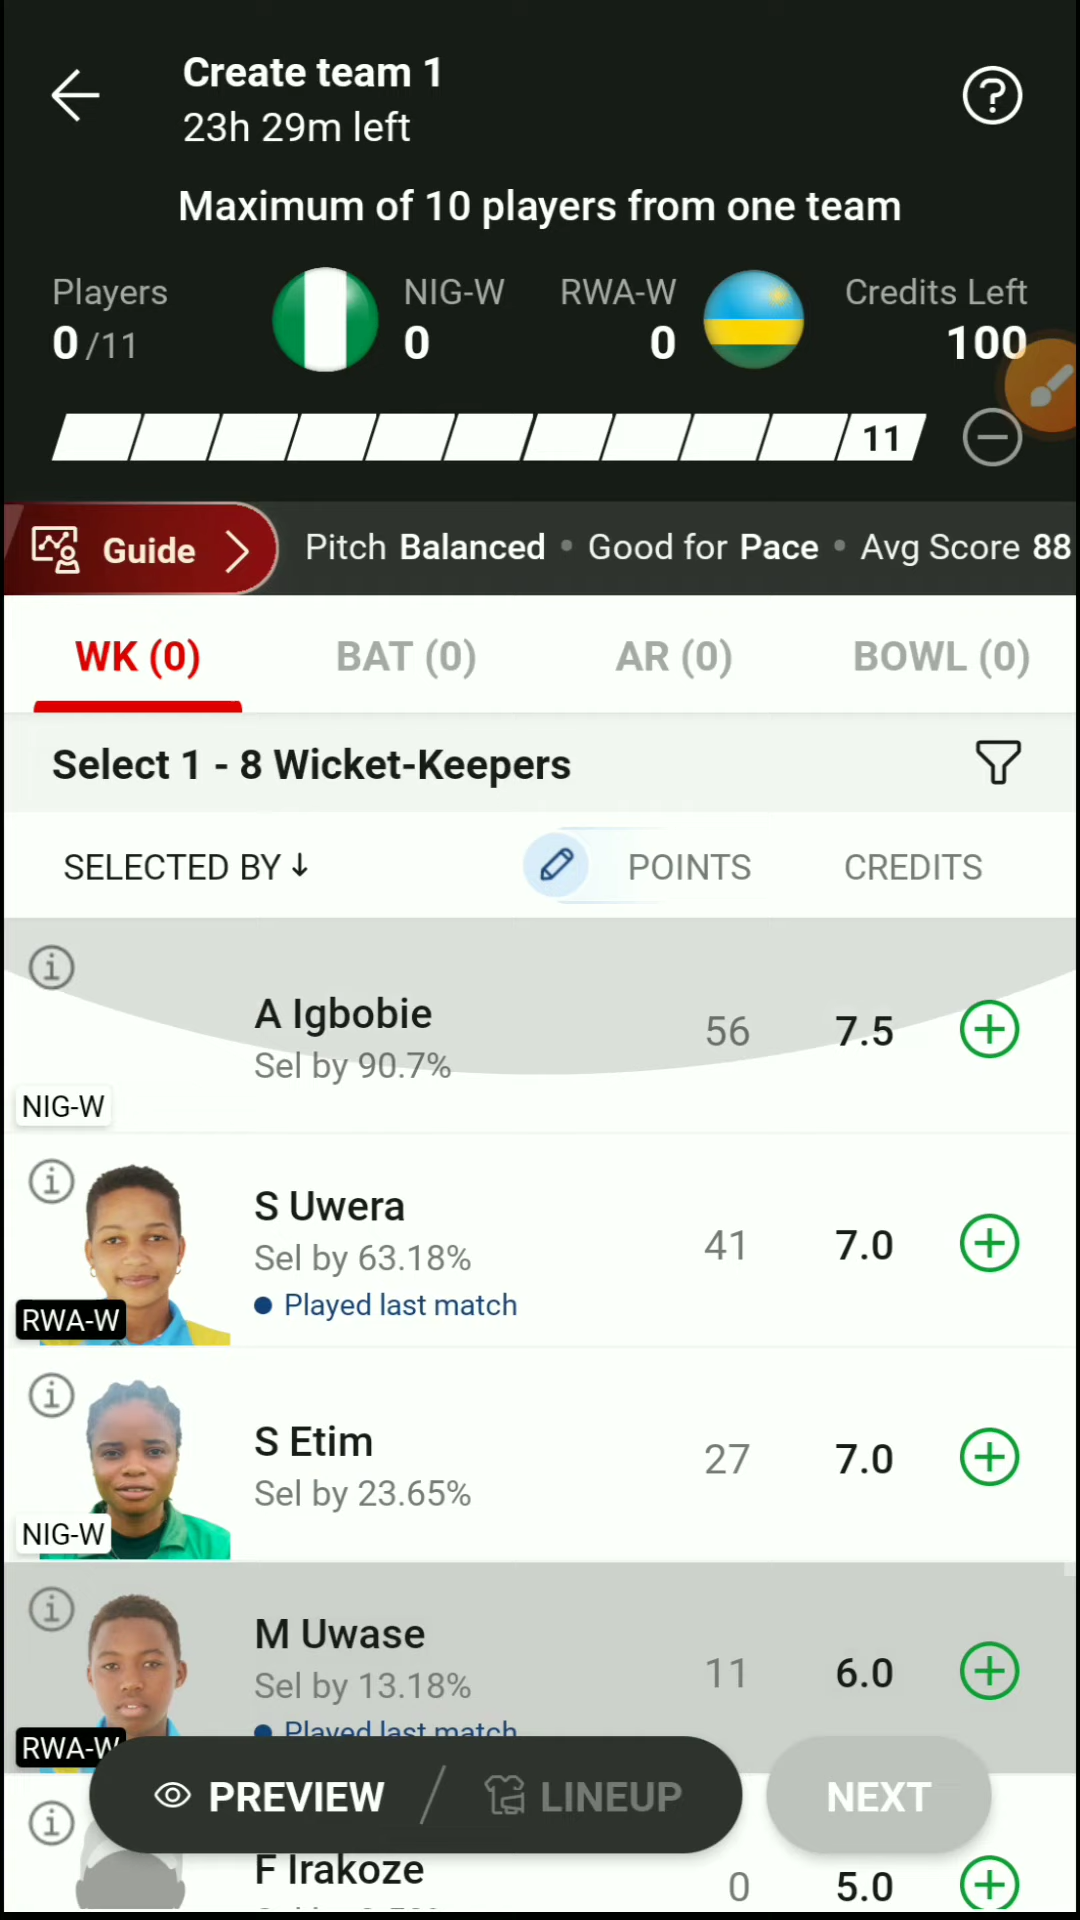 Create team 1
23h 29m left
Maximum of 10 players from one team
Players
0 /11
NIG-W
0
RWA-W
0
Credits Left
100
11
Guide
Pitch Balanced • Good for Pace • Avg Score 88
WK (0)
BAT (0)
AR (0)
BOWL (0)
Select 1 - 8 Wicket-Keepers
SELECTED BY ↓
POINTS
CREDITS
A Igbobie
Sel by 90.7%
56
7.5
NIG-W
S Uwera
Sel by 63.18%
• Played last match
41
7.0
RWA-W
S Etim
Sel by 23.65%
27
7.0
NIG-W
M Uwase
Sel by 13.18%
• Played last match
11
6.0
RWA-W
PREVIEW
LINEUP
NEXT
F Irakoze
0
5.0